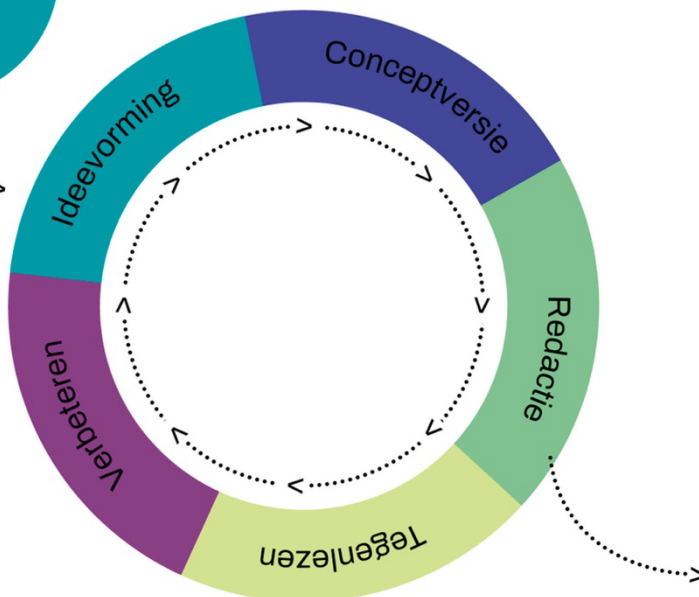 Ideevorming
Conceptversie
Redactie
Tegenlezen
Verbeteren